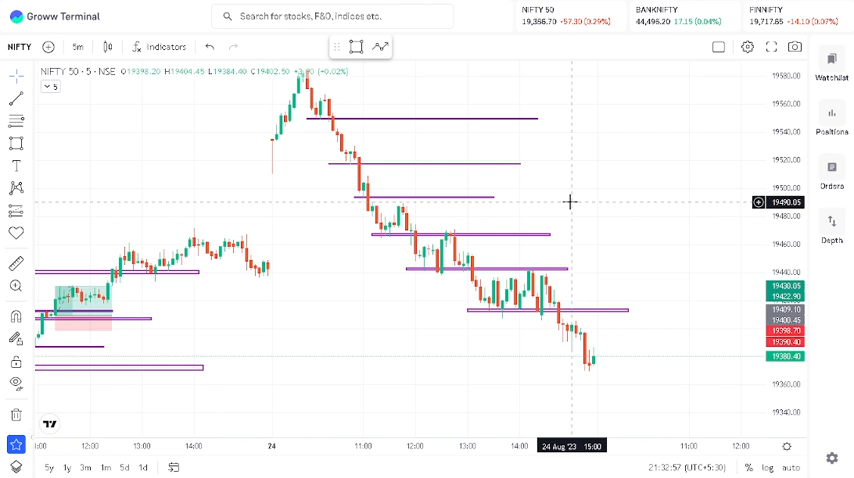 Groww Terminal
Search for stocks, F&O, indices etc.
NIFTY 50
19,386.70 -57.30 (0.29%)
BANKNIFTY
44,496.20 17.15 (0.04%)
FINNIFTY
19,717.65 -14.10 (0.07%)
NIFTY
5m
Indicators
NIFTY 50 · 5 · NSE O19398.20 H19404.45 L19384.40 C19402.50 (+0.02%)
5
19580.00
19560.00
19540.00
19520.00
19500.00
19490.05
19480.00
19460.00
19440.00
19430.05
19422.90
19409.10
19400.45
19398.70
19390.40
19380.40
19360.00
19340.00
Watchlist
Positions
Orders
Depth
:00 12:00 13:00 14:00 24 11:00 12:00 13:00 14:00 24 Aug '23 15:00 11:00 12:00
5y 1y 3m 1m 5d 1d
21:32:57 (UTC+5:30) % log auto